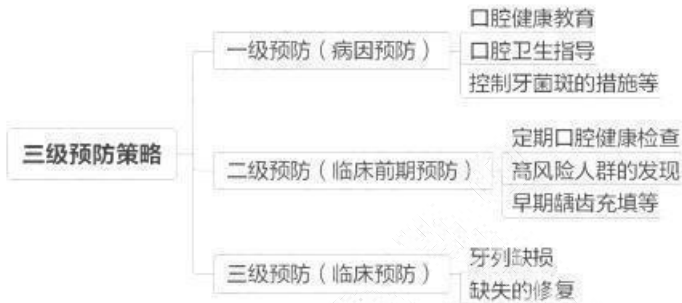 三级预防策略
一级预防（病因预防）
口腔健康教育
口腔卫生指导
控制牙菌斑的措施等
二级预防（临床前期预防）
定期口腔健康检查
高风险人群的发现
早期龋齿充填等
三级预防（临床预防）
牙列缺损
缺失的修复